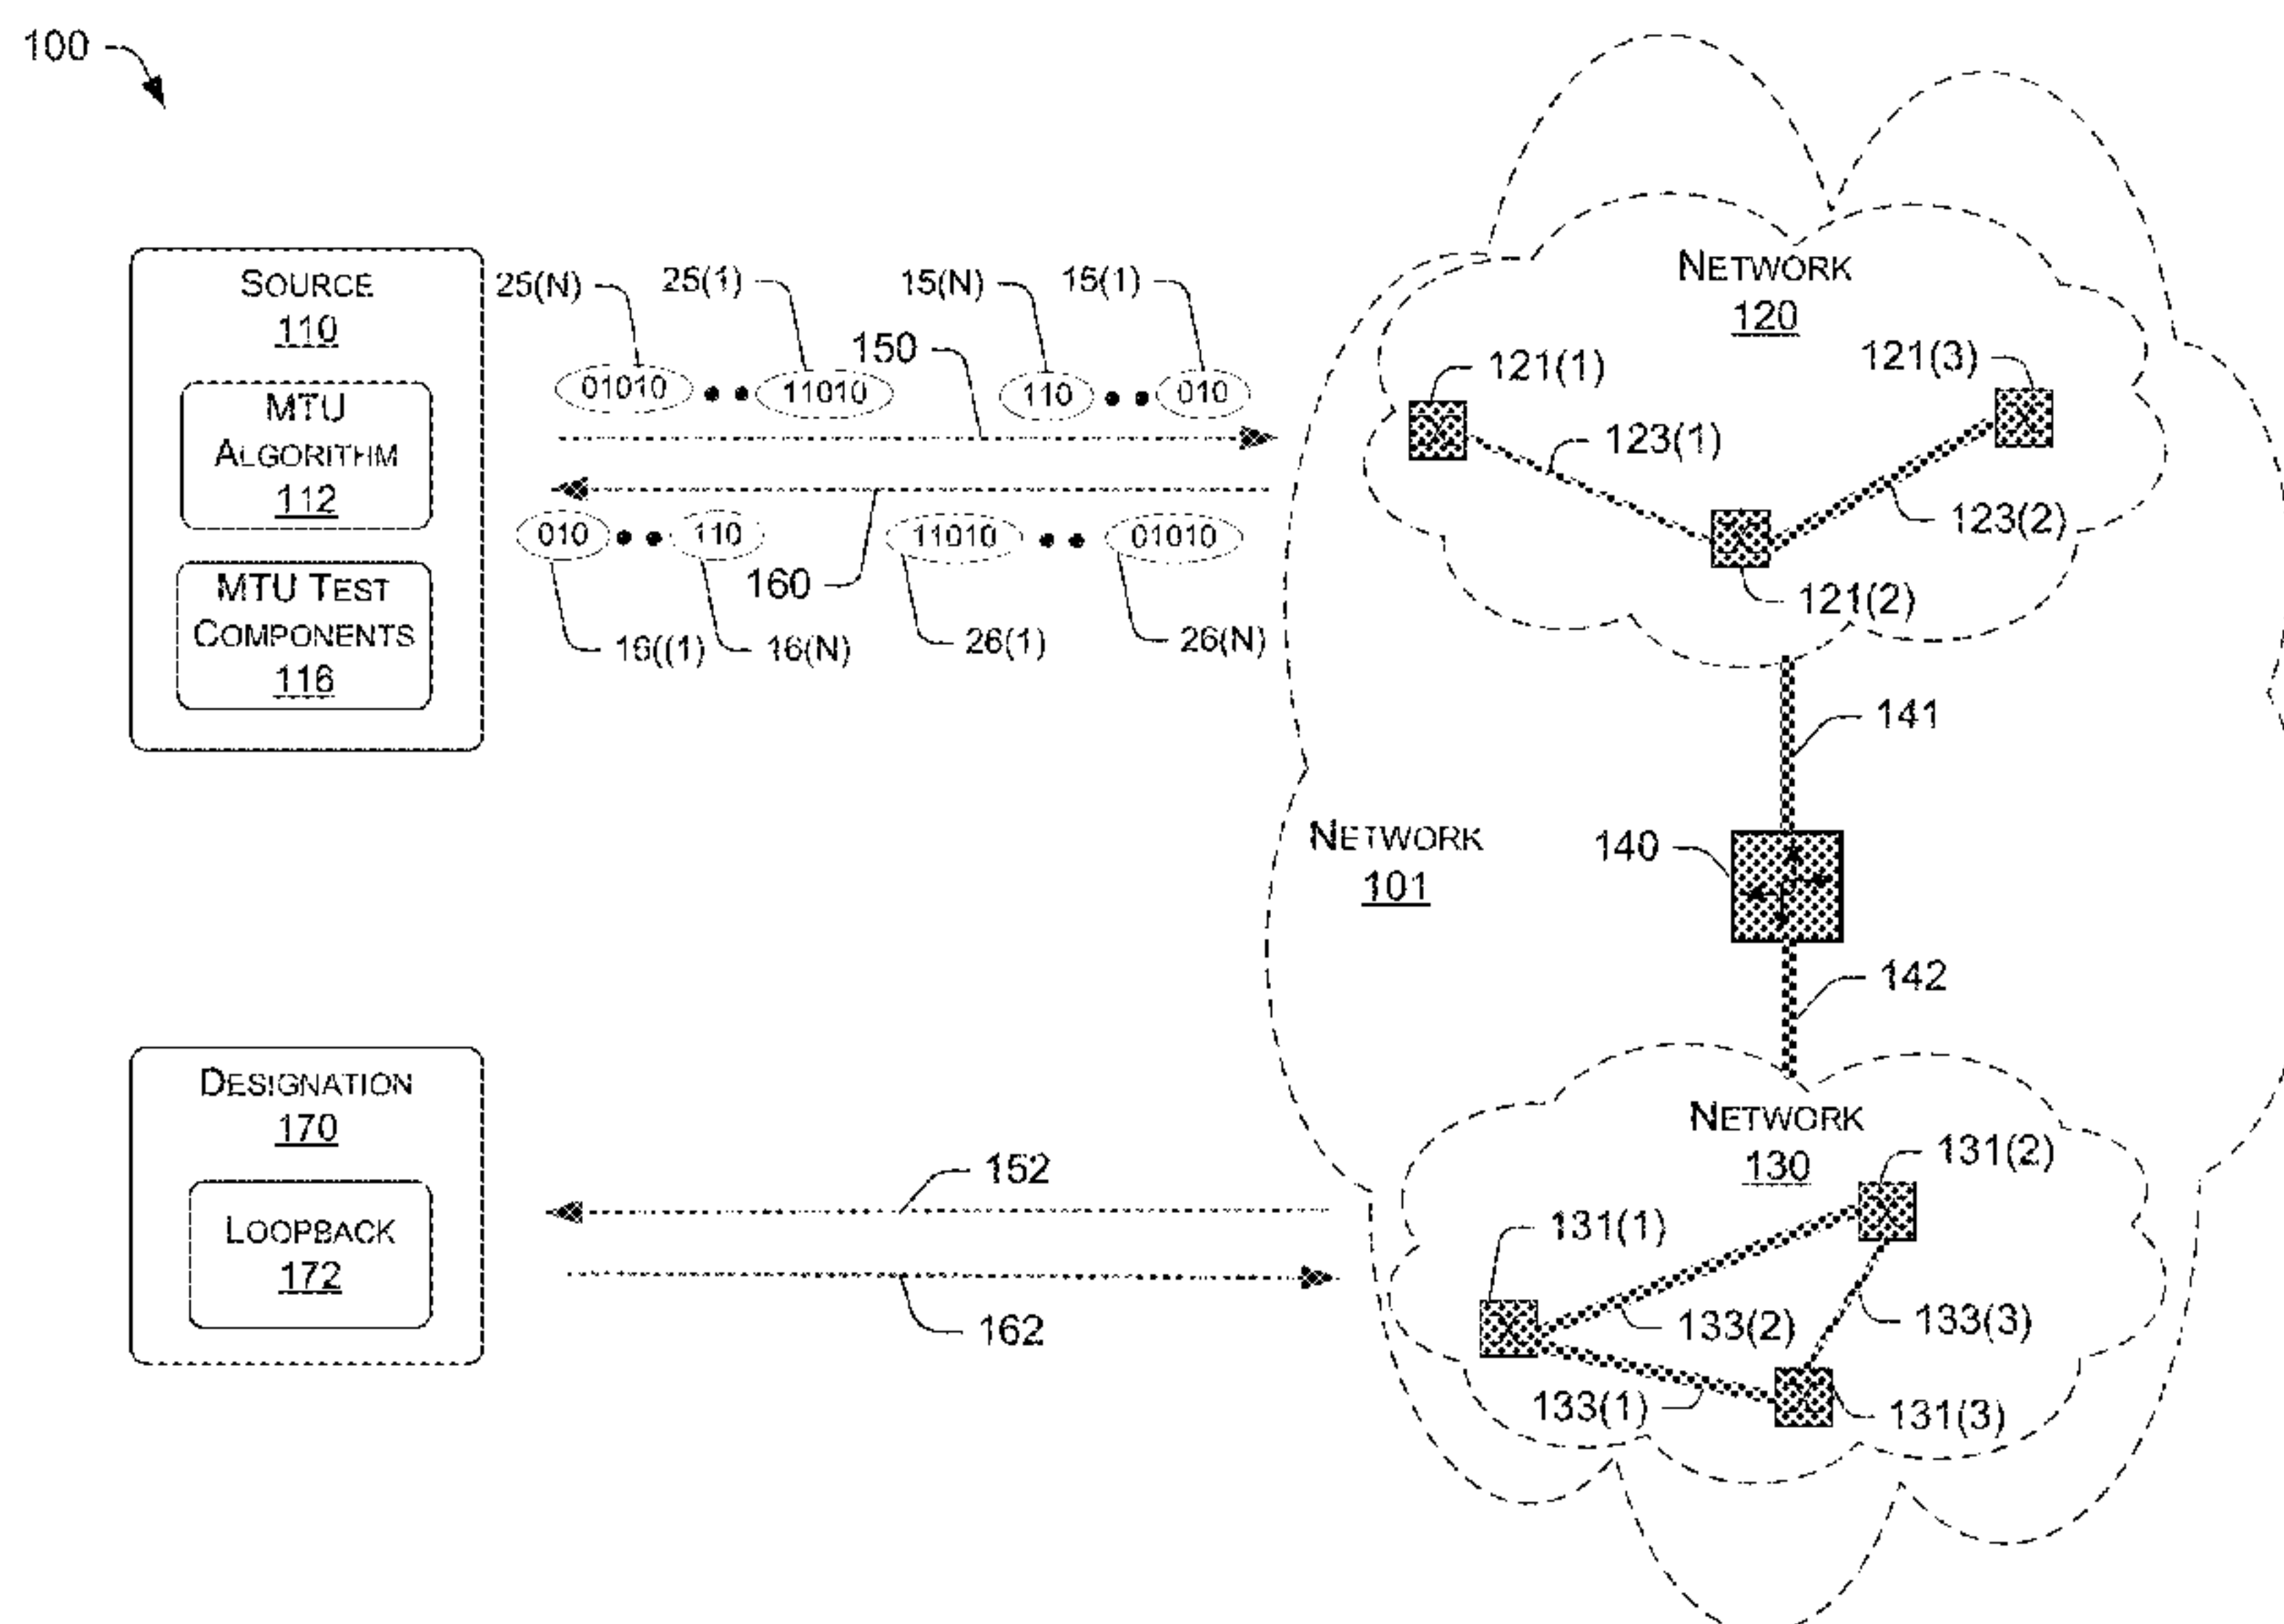 100
SOURCE
110
MTU
ALGORITHM
112
MTU TEST
COMPONENTS
116
25(N)
25(1)
15(N)
15(1)
150
01010
11010
110
010
010
110
11010
01010
160
16((1)
16(N)
26(1)
26(N)
NETWORK
120
121(1)
121(3)
123(1)
123(2)
121(2)
141
NETWORK
101
140
142
DESIGNATION
170
LOOPBACK
172
152
162
NETWORK
130
131(2)
131(1)
133(2)
133(3)
133(1)
131(3)